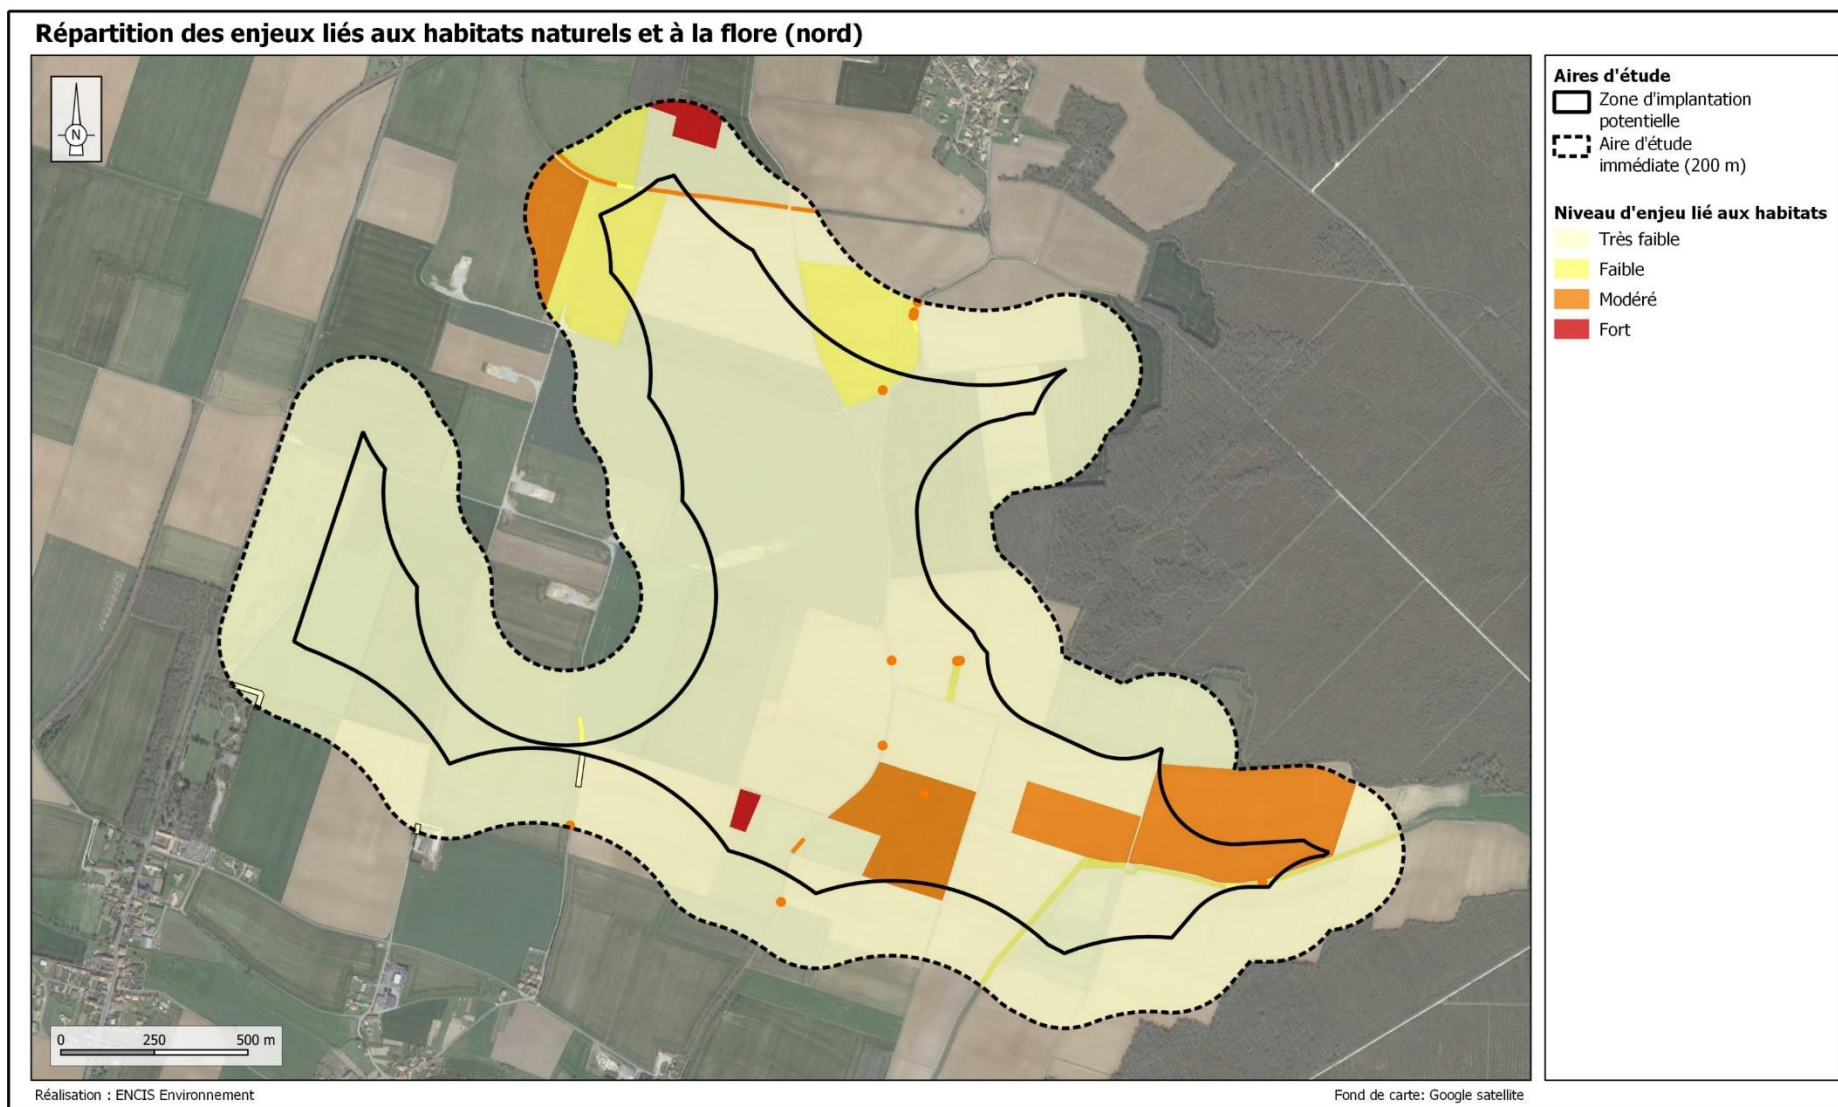 Répartition des enjeux liés aux habitats naturels et à la flore (nord)
N
Aires d'étude
Zone d'implantation
potentielle
Aire d'étude
immédiate (200 m)
Niveau d'enjeu lié aux habitats
Très faible
Faible
Modéré
Fort
0 250 500 m
Réalisation : ENCIS Environnement
Fond de carte: Google satellite